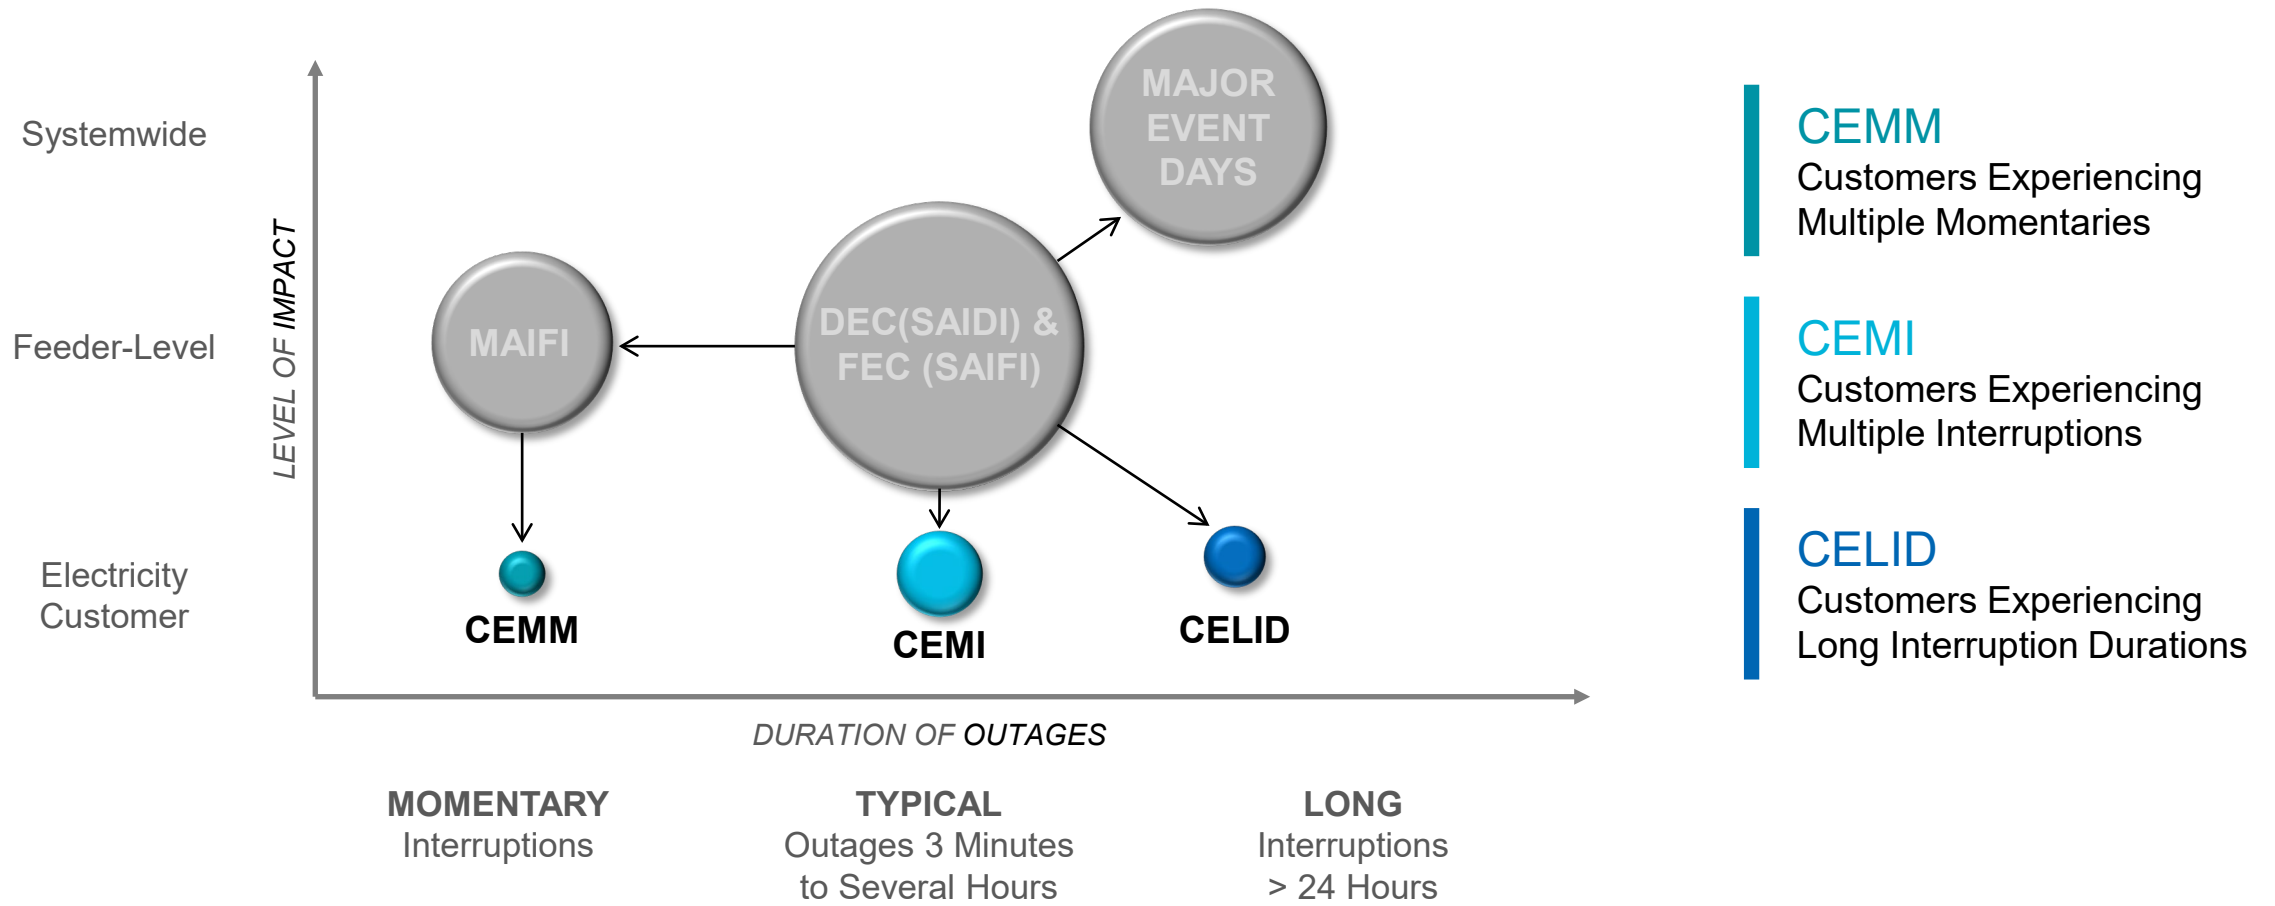 Systemwide
Feeder-Level
Electricity
Customer
LEVEL OF IMPACT
MAJOR
EVENT
DAYS
MAIFI
DEC(SAIDI) &
FEC (SAIFI)
CEMM
CEMI
CELID
DURATION OF OUTAGES
MOMENTARY
Interruptions
TYPICAL
Outages 3 Minutes
to Several Hours
LONG
Interruptions
> 24 Hours
CEMM
Customers Experiencing
Multiple Momentaries
CEMI
Customers Experiencing
Multiple Interruptions
CELID
Customers Experiencing
Long Interruption Durations